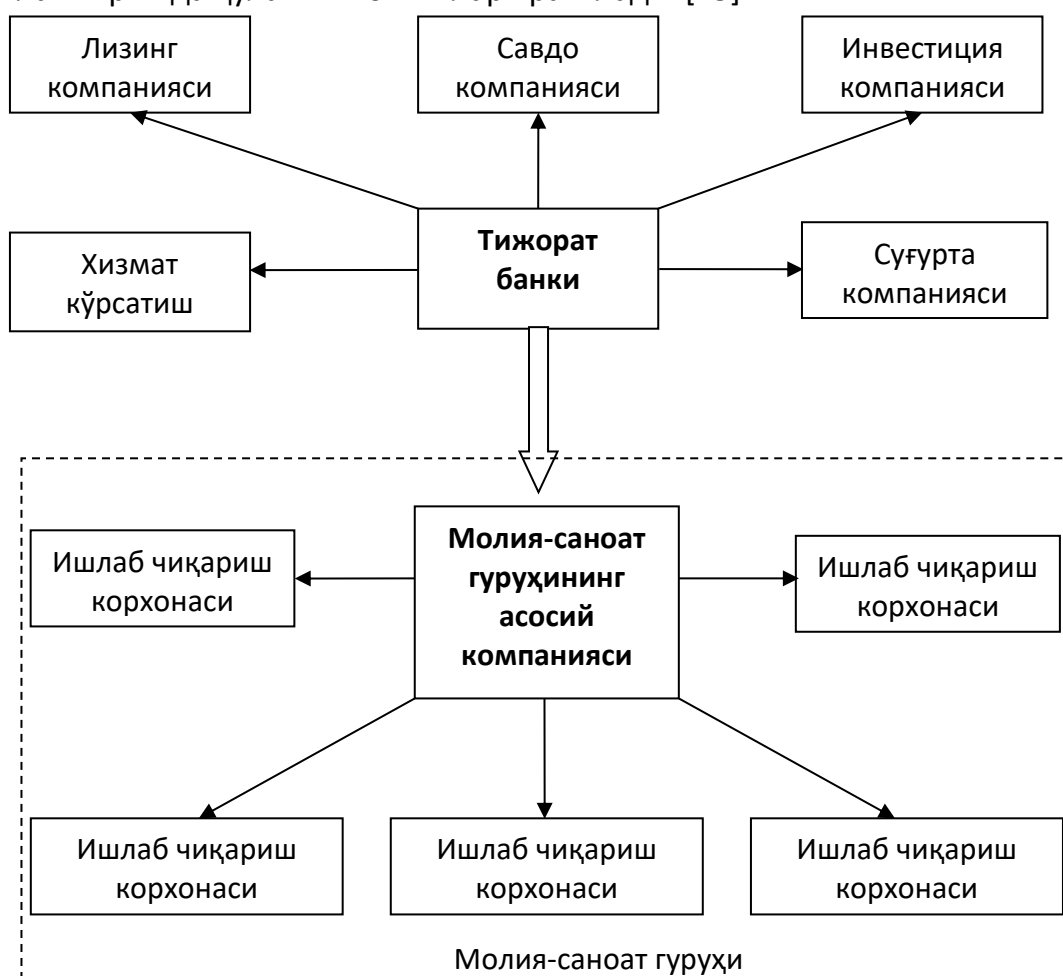 Лизинг
компанияси
Савдо
компанияси
Инвестиция
компанияси
Хизмат
кўрсатиш
Тижорат
банки
Суғурта
компанияси
Ишлаб чиқариш
корхонаси
Молия-саноат
гуруҳининг
асосий
компанияси
Ишлаб чиқариш
корхонаси
Ишлаб чиқариш
корхонаси
Ишлаб чиқариш
корхонаси
Ишлаб чиқариш
корхонаси
Молия-саноат гуруҳи